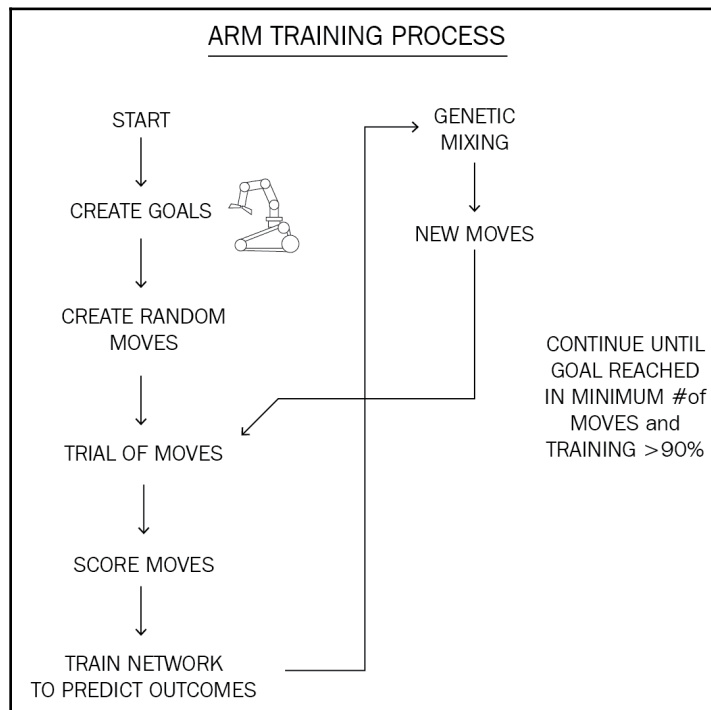 ARM TRAINING PROCESS
START
CREATE GOALS
CREATE RANDOM
MOVES
TRIAL OF MOVES
SCORE MOVES
TRAIN NETWORK
TO PREDICT OUTCOMES
GENETIC
MIXING
NEW MOVES
CONTINUE UNTIL
GOAL REACHED
IN MINIMUM #of
MOVES and
TRAINING >90%